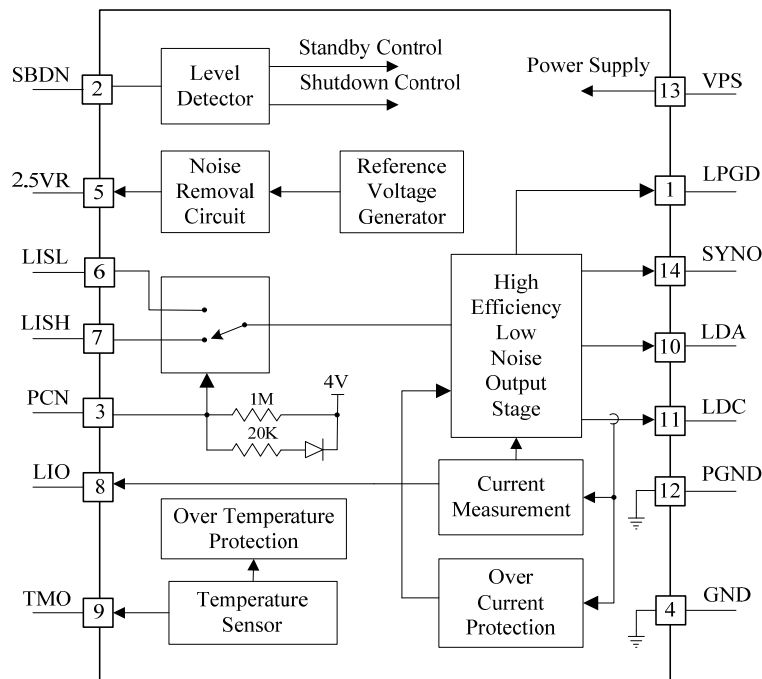 Standby Control
SBDN
2
Level
Detector
Shutdown Control
Power Supply
13
VPS
2.5VR
5
Noise
Removal
Circuit
Reference
Voltage
Generator
1
LPGD
LISL
6
High
Efficiency
Low
Noise
Output
Stage
14
SYNO
LISH
7
10
LDA
PCN
3
1M
4V
20K
11
LDC
LIO
8
Current
Measurement
12
PGND
Over Temperature
Protection
TMO
9
Temperature
Sensor
Over
Current
Protection
4
GND